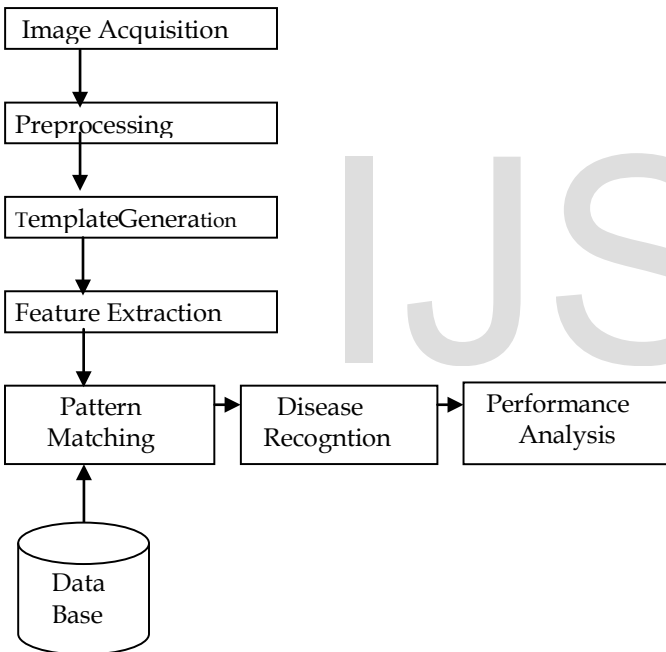 Image Acquisition
Preprocessing
TemplateGeneration
Feature Extraction
Pattern
Matching
Disease
Recogntion
Performance
Analysis
Data
Base
IJS